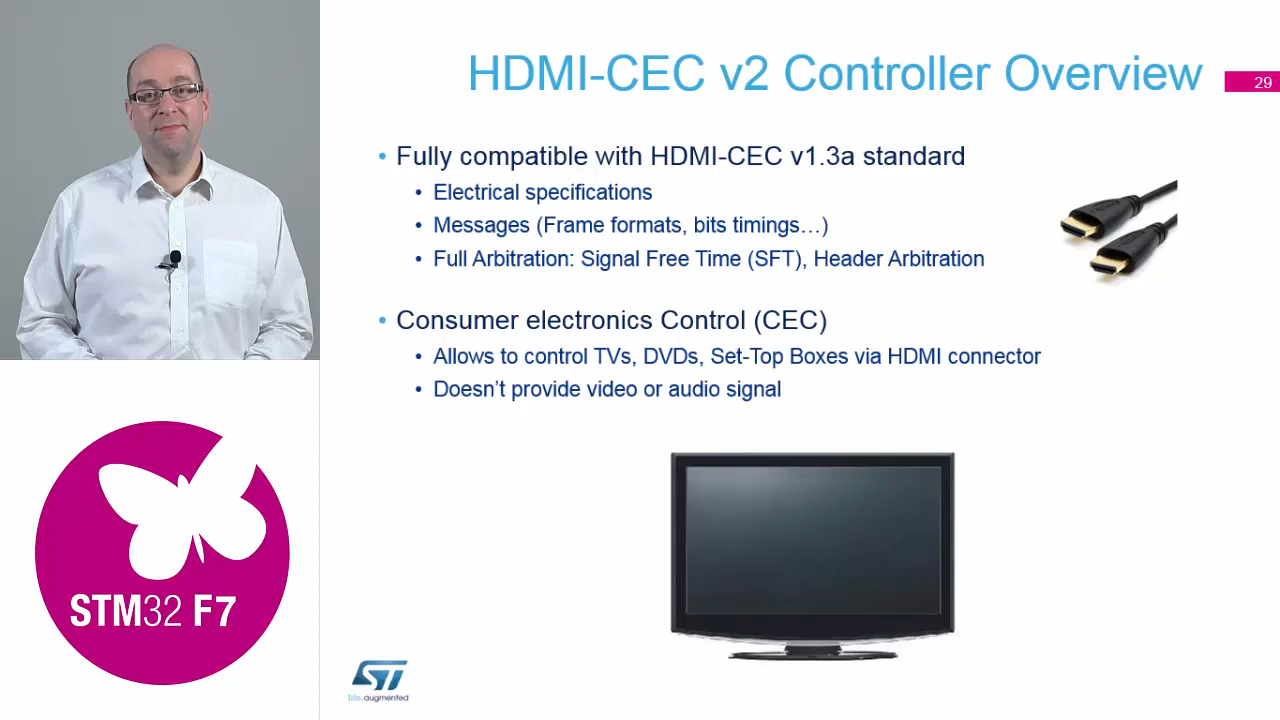 HDMI-CEC v2 Controller Overview
29
• Fully compatible with HDMI-CEC v1.3a standard
• Electrical specifications
• Messages (Frame formats, bits timings…)
• Full Arbitration: Signal Free Time (SFT), Header Arbitration
• Consumer electronics Control (CEC)
• Allows to control TVs, DVDs, Set-Top Boxes via HDMI connector
• Doesn’t provide video or audio signal
STM32 F7
ST
life.augmented